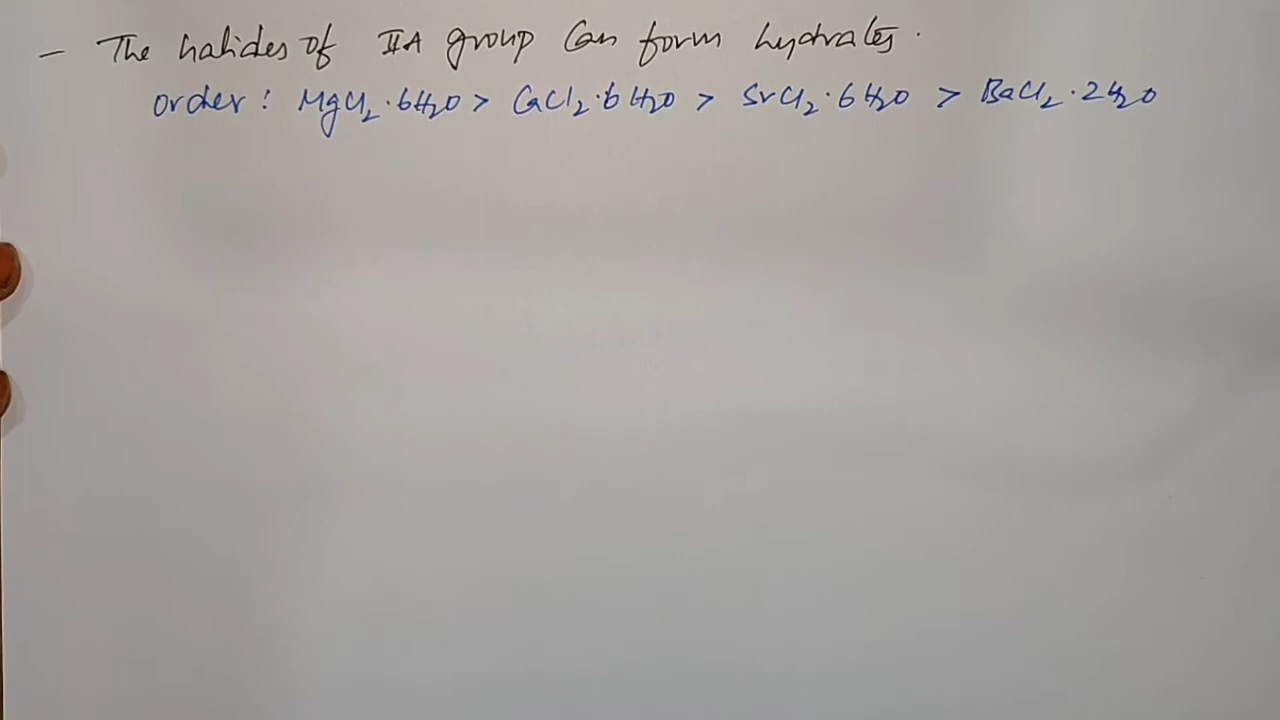 – The halides of IIA group Can form hydrates.
order: MgCl₂·6H₂O > CaCl₂·6H₂O > SrCl₂·6H₂O > BaCl₂·2H₂O